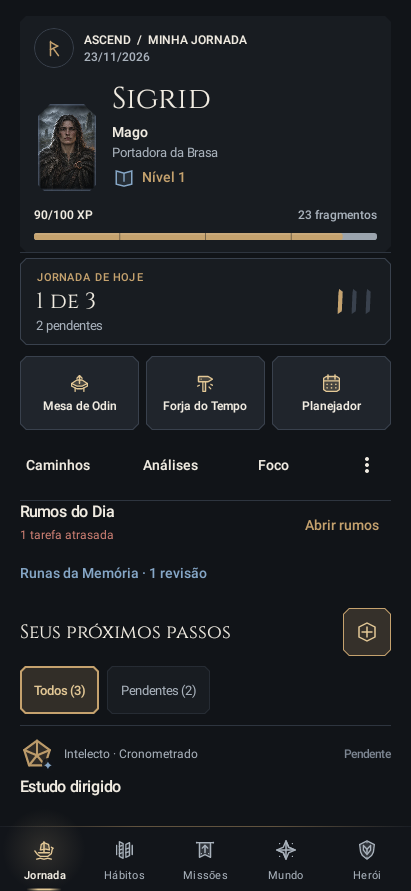 ASCEND / MINHA JORNADA
23/11/2026
Sigrid
Mago
Portadora da Brasa
Nível 1
90/100 XP
23 fragmentos
JORNADA DE HOJE
1 de 3
2 pendentes
Mesa de Odin
Forja do Tempo
Planejador
Caminhos
Análises
Foco
Rumos do Dia
1 tarefa atrasada
Abrir rumos
Runas da Memória · 1 revisão
Seus próximos passos
Todos (3)
Pendentes (2)
Intelecto · Cronometrado
Pendente
Estudo dirigido
Jornada
Hábitos
Missões
Mundo
Herói